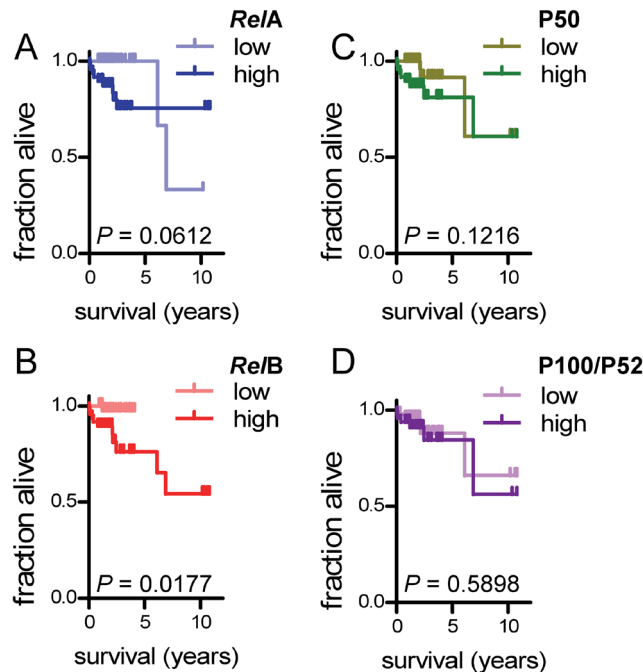 A
RelA
low
high
1.0
0.5
0.0
fraction alive
P = 0.0612
0 5 10
survival (years)
C
P50
low
high
1.0
0.5
0.0
fraction alive
P = 0.1216
0 5 10
survival (years)
B
RelB
low
high
1.0
0.5
0.0
fraction alive
P = 0.0177
0 5 10
survival (years)
D
P100/P52
low
high
1.0
0.5
0.0
fraction alive
P = 0.5898
0 5 10
survival (years)